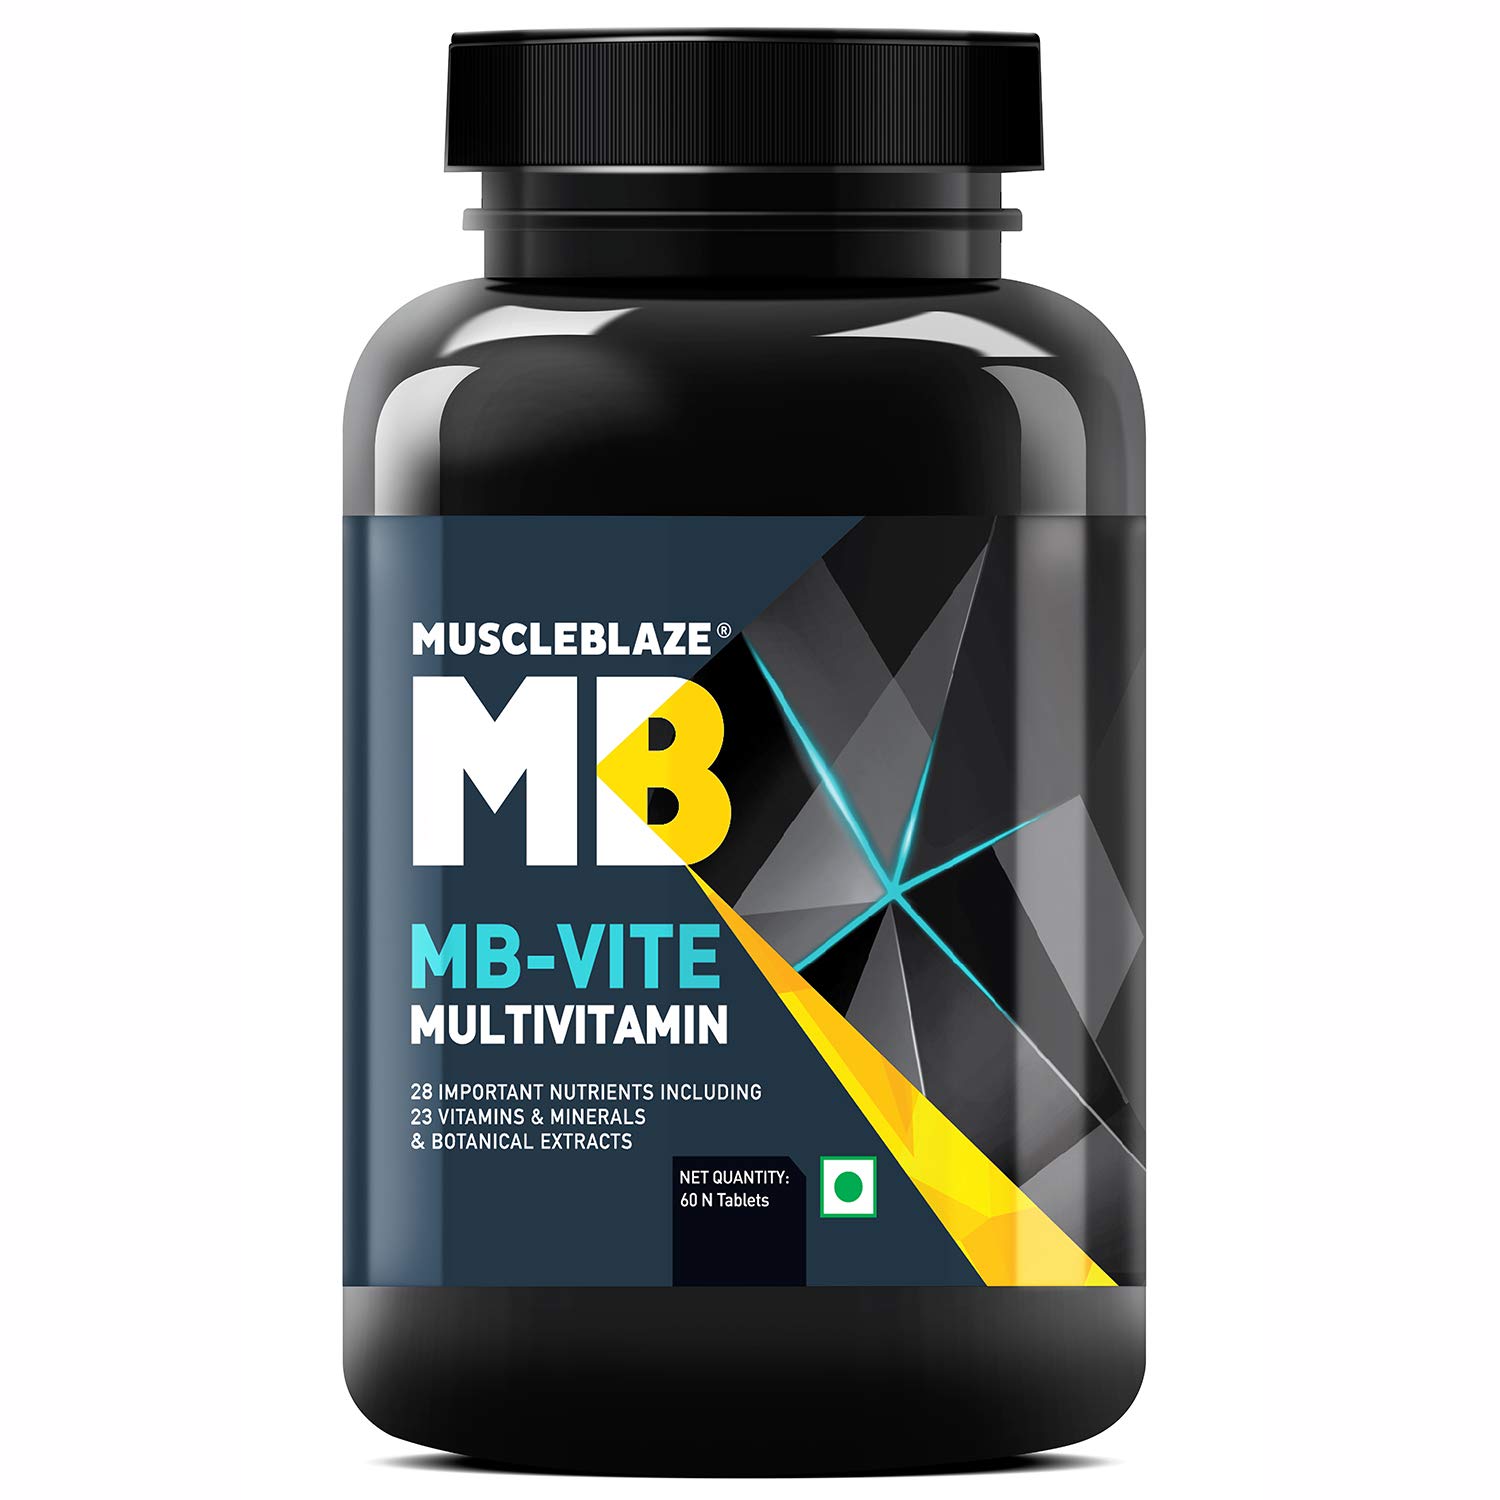 MUSCLEBLAZE®
MB
MB-VITE
MULTIVITAMIN
28 IMPORTANT NUTRIENTS INCLUDING
23 VITAMINS & MINERALS
& BOTANICAL EXTRACTS
NET QUANTITY:
60 N Tablets